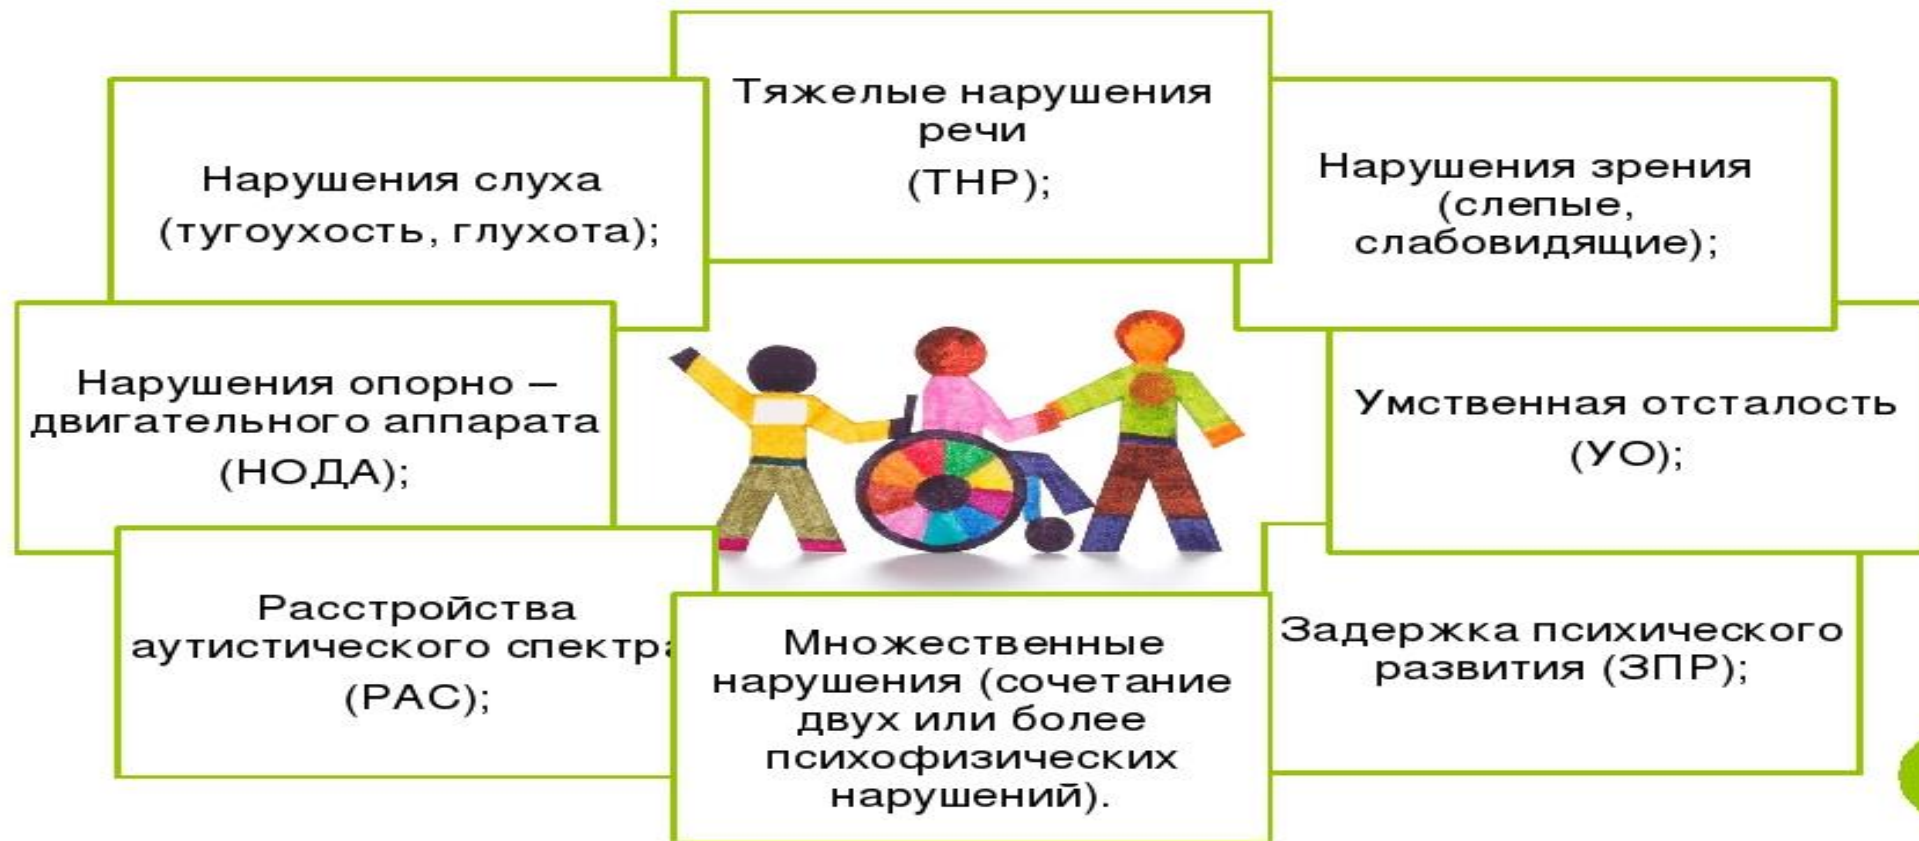 Тяжелые нарушения
речи
(ТНР);
Нарушения слуха
(тугоухость, глухота);
Нарушения зрения
(слепые,
слабовидящие);
Нарушения опорно –
двигательного аппарата
(НОДА);
Умственная отсталость
(УО);
Расстройства
аутистического спектра
(РАС);
Множественные
нарушения (сочетание
двух или более
психофизических
нарушений).
Задержка психического
развития (ЗПР);